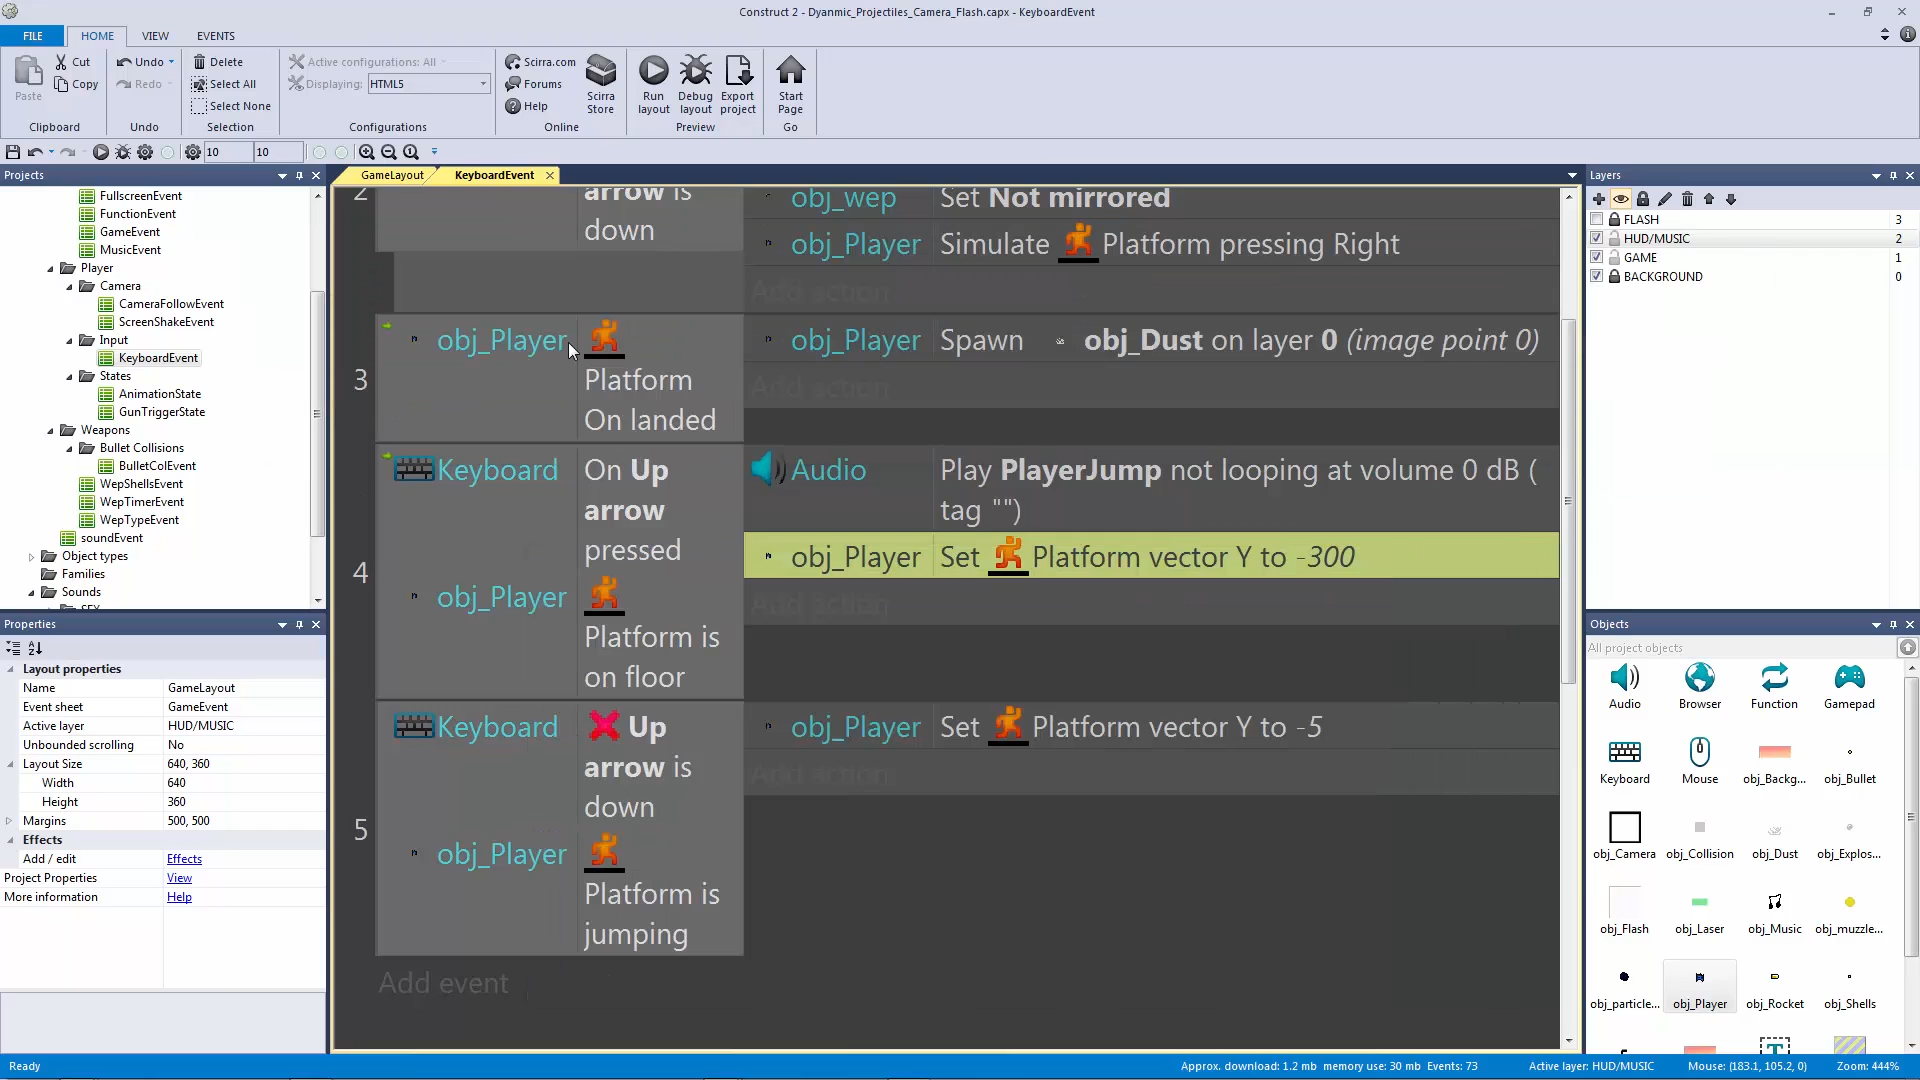 Construct 2 - Dyanmic_Projectiles_Camera_Flash.capx - KeyboardEvent
FILE
HOME
VIEW
EVENTS
Paste
Cut
Copy
Clipboard
Undo
Redo
Undo
Delete
Select All
Select None
Selection
Active configurations: All
Displaying: HTML5
Configurations
Scirra.com
Forums
Help
Scirra Store
Online
Run layout
Debug layout
Export project
Preview
Start Page
Go
10
10
Projects
FullscreenEvent
FunctionEvent
GameEvent
MusicEvent
Player
Camera
CameraFollowEvent
ScreenShakeEvent
Input
KeyboardEvent
States
AnimationState
GunTriggerState
Weapons
Bullet Collisions
BulletColEvent
WepShellsEvent
WepTimerEvent
WepTypeEvent
soundEvent
Object types
Families
Sounds
Properties
Layout properties
Name GameLayout
Event sheet GameEvent
Active layer HUD/MUSIC
Unbounded scrolling No
Layout Size 640, 360
Width 640
Height 360
Margins 500, 500
Effects
Add / edit Effects
Project Properties View
More information Help
GameLayout
KeyboardEvent
2
arrow is
down
obj_wep Set Not mirrored
obj_Player Simulate Platform pressing Right
Add action
3
obj_Player
Platform
On landed
obj_Player Spawn obj_Dust on layer 0 (image point 0)
Add action
4
Keyboard On Up
arrow
pressed
obj_Player
Platform is
on floor
Audio Play PlayerJump not looping at volume 0 dB (
tag "")
obj_Player Set Platform vector Y to -300
Add action
5
Keyboard Up
arrow is
down
obj_Player
Platform is
jumping
obj_Player Set Platform vector Y to -5
Add action
Add event
Layers
FLASH 3
HUD/MUSIC 2
GAME 1
BACKGROUND 0
Objects
All project objects
Audio
Browser
Function
Gamepad
Keyboard
Mouse
obj_Backg...
obj_Bullet
obj_Camera
obj_Collision
obj_Dust
obj_Explos...
obj_Flash
obj_Laser
obj_Music
obj_muzzle...
obj_particle...
obj_Player
obj_Rocket
obj_Shells
Ready
Approx. download: 1.2 mb memory use: 30 mb Events: 73
Active layer: HUD/MUSIC
Mouse: (183.1, 105.2, 0)
Zoom: 444%